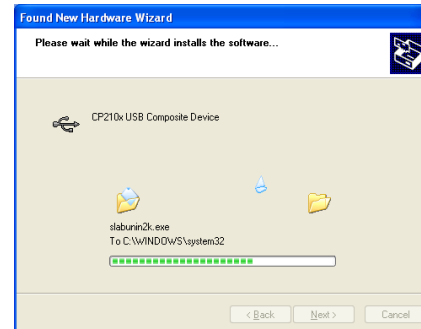 Found New Hardware Wizard
Please wait while the wizard installs the software...
CP210x USB Composite Device
slabunin2k.exe
To C:\WINDOWS\system32
< Back Next > Cancel